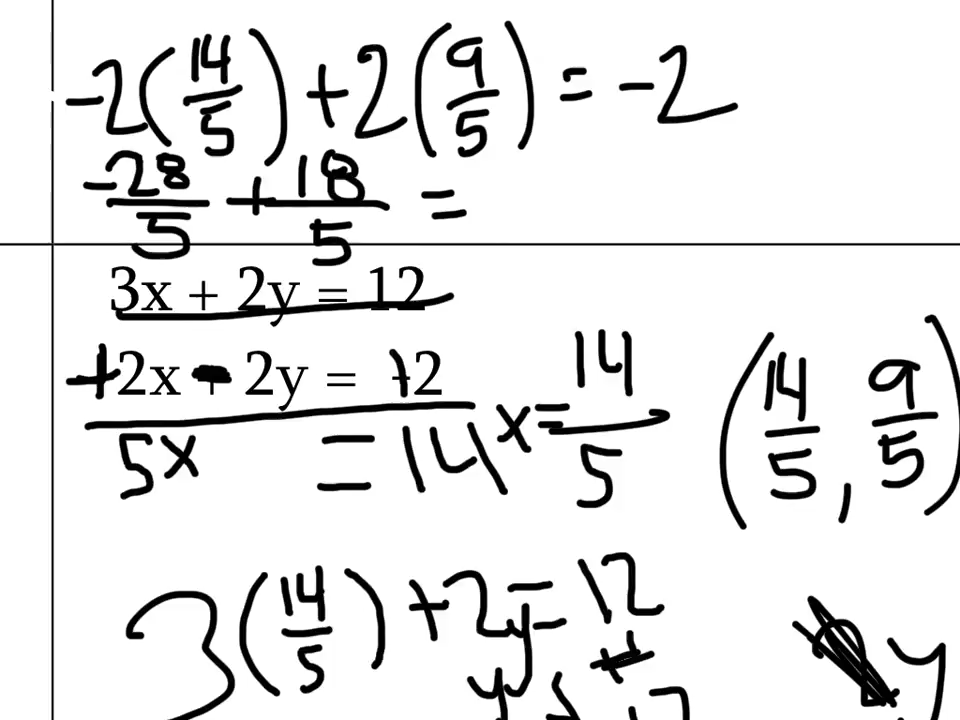 -2(14/5) + 2(9/5) = -2
-28/5 + 18/5 =
3x + 2y = 12
+2x - 2y = +2
5x = 14 x = 14/5 (14/5, 9/5)
3(14/5) + 2y = 12
y